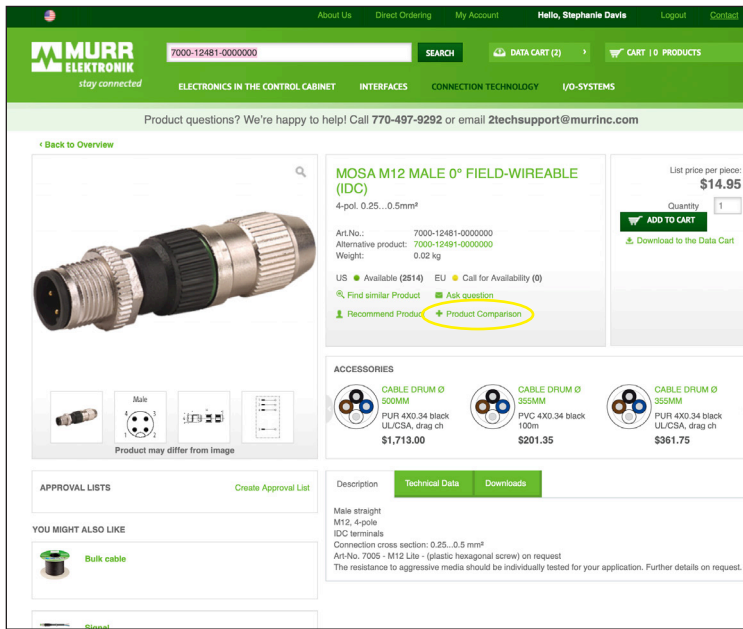 About Us Direct Ordering My Account Hello, Stephanie Davis Logout Contact
MURR
ELEKTRONIK
stay connected
7000-12481-0000000 SEARCH DATA CART (2) › CART | 0 PRODUCTS
ELECTRONICS IN THE CONTROL CABINET INTERFACES CONNECTION TECHNOLOGY I/O-SYSTEMS
Product questions? We're happy to help! Call 770-497-9292 or email 2techsupport@murrinc.com
‹ Back to Overview
MOSA M12 MALE 0° FIELD-WIREABLE
(IDC)
4-pol. 0.25...0.5mm²
Art.No.: 7000-12481-0000000
Alternative product: 7000-12491-0000000
Weight: 0.02 kg
US Available (2514) EU Call for Availability (0)
Find similar Product Ask question
Recommend Product Product Comparison
List price per piece:
$14.95
Quantity 1
ADD TO CART
Download to the Data Cart
Male
4 3
1 2
Product may differ from image
ACCESSORIES
CABLE DRUM Ø
500MM
PUR 4X0.34 black
UL/CSA, drag ch
$1,713.00
CABLE DRUM Ø
355MM
PVC 4X0.34 black
100m
$201.35
CABLE DRUM Ø
355MM
PUR 4X0.34 black
UL/CSA, drag ch
$361.75
APPROVAL LISTS Create Approval List
YOU MIGHT ALSO LIKE
Bulk cable
Signal
Description Technical Data Downloads
Male straight
M12, 4-pole
IDC terminals
Connection cross section: 0.25...0.5 mm²
Art-No. 7005 - M12 Lite - (plastic hexagonal screw) on request
The resistance to aggressive media should be individually tested for your application. Further details on request.